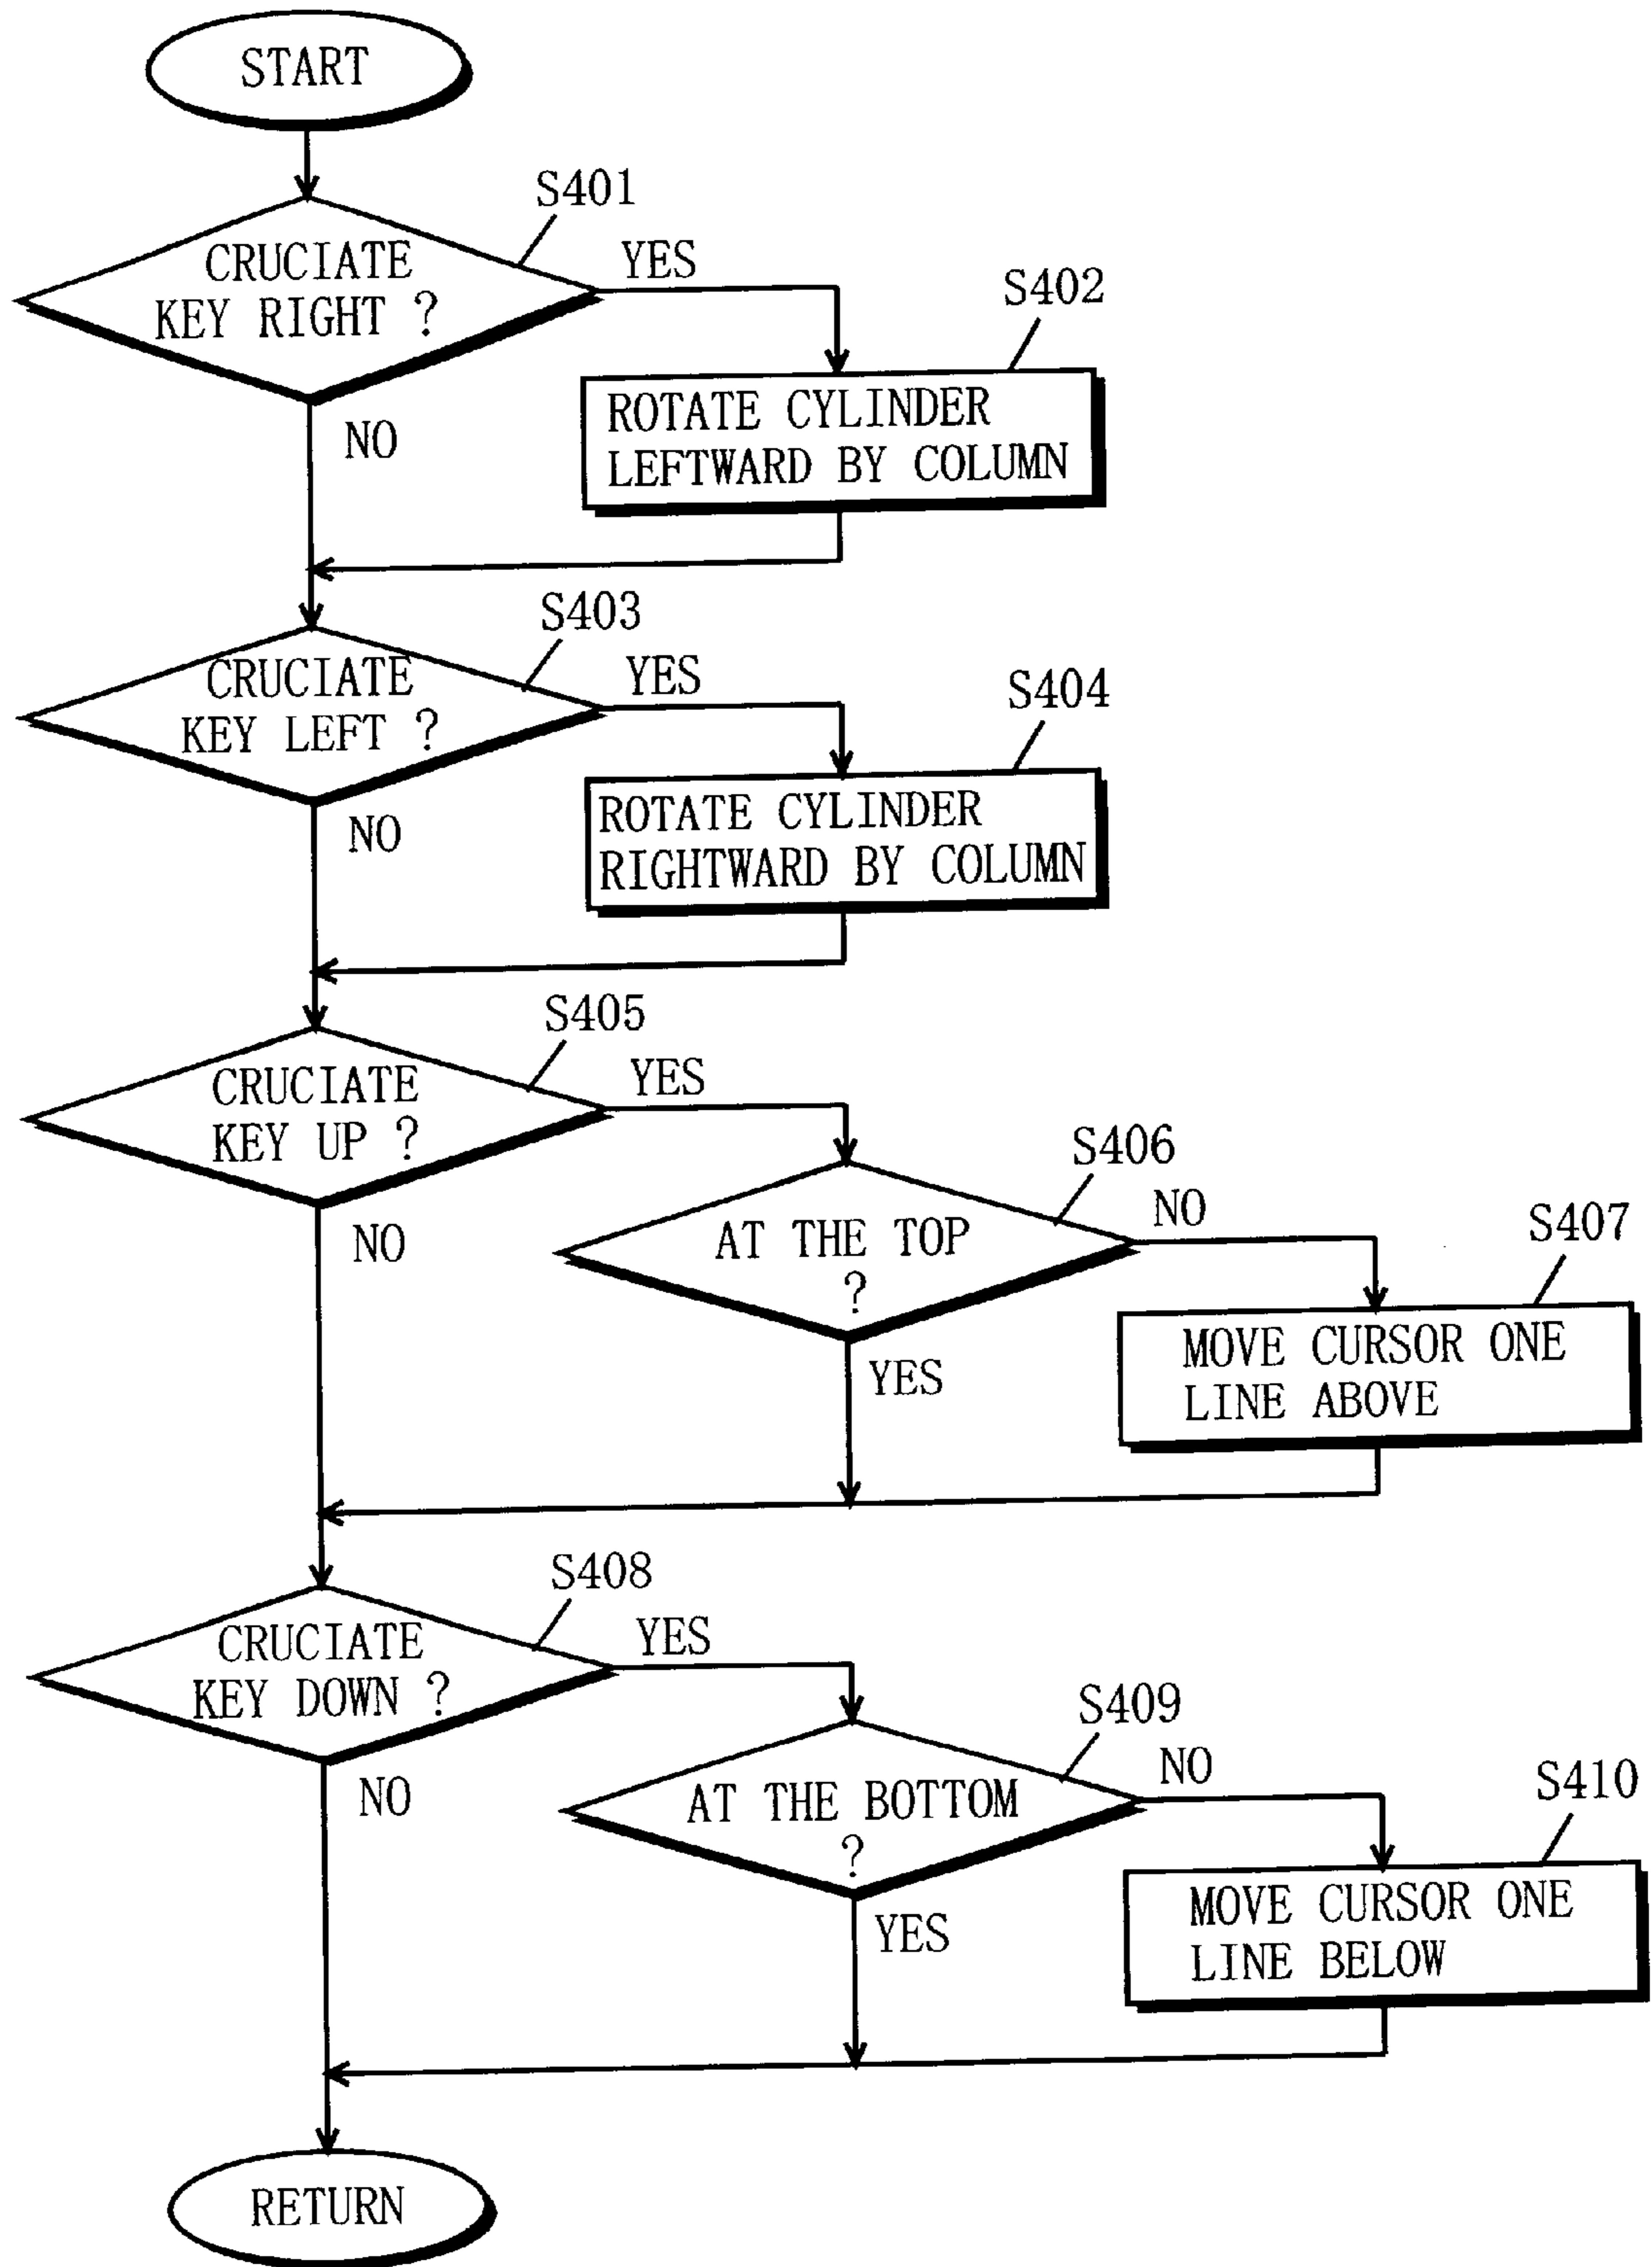 START
S401
CRUCIATE
KEY RIGHT ?
YES
NO
S402
ROTATE CYLINDER
LEFTWARD BY COLUMN
S403
CRUCIATE
KEY LEFT ?
YES
NO
S404
ROTATE CYLINDER
RIGHTWARD BY COLUMN
S405
CRUCIATE
KEY UP ?
YES
NO
S406
AT THE TOP
?
NO
YES
S407
MOVE CURSOR ONE
LINE ABOVE
S408
CRUCIATE
KEY DOWN ?
YES
NO
S409
AT THE BOTTOM
?
NO
YES
S410
MOVE CURSOR ONE
LINE BELOW
RETURN